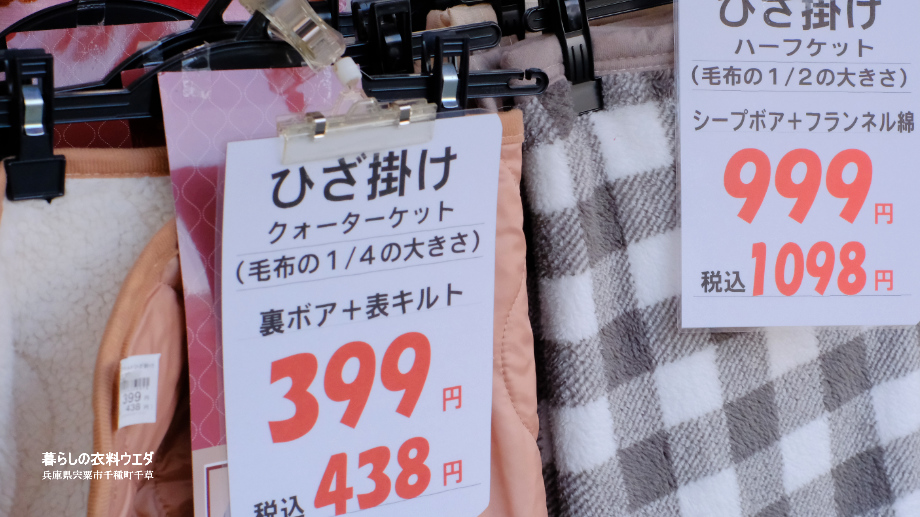 ひざ掛け
クォーターケット
(毛布の1/4の大きさ)
裏ボア+表キルト
399円
税込438円
ひざ掛け
ハーフケット
(毛布の1/2の大きさ)
シープボア+フランネル綿
999円
税込1098円
399
438
暮らしの衣料ウエダ
兵庫県宍粟市千種町千草